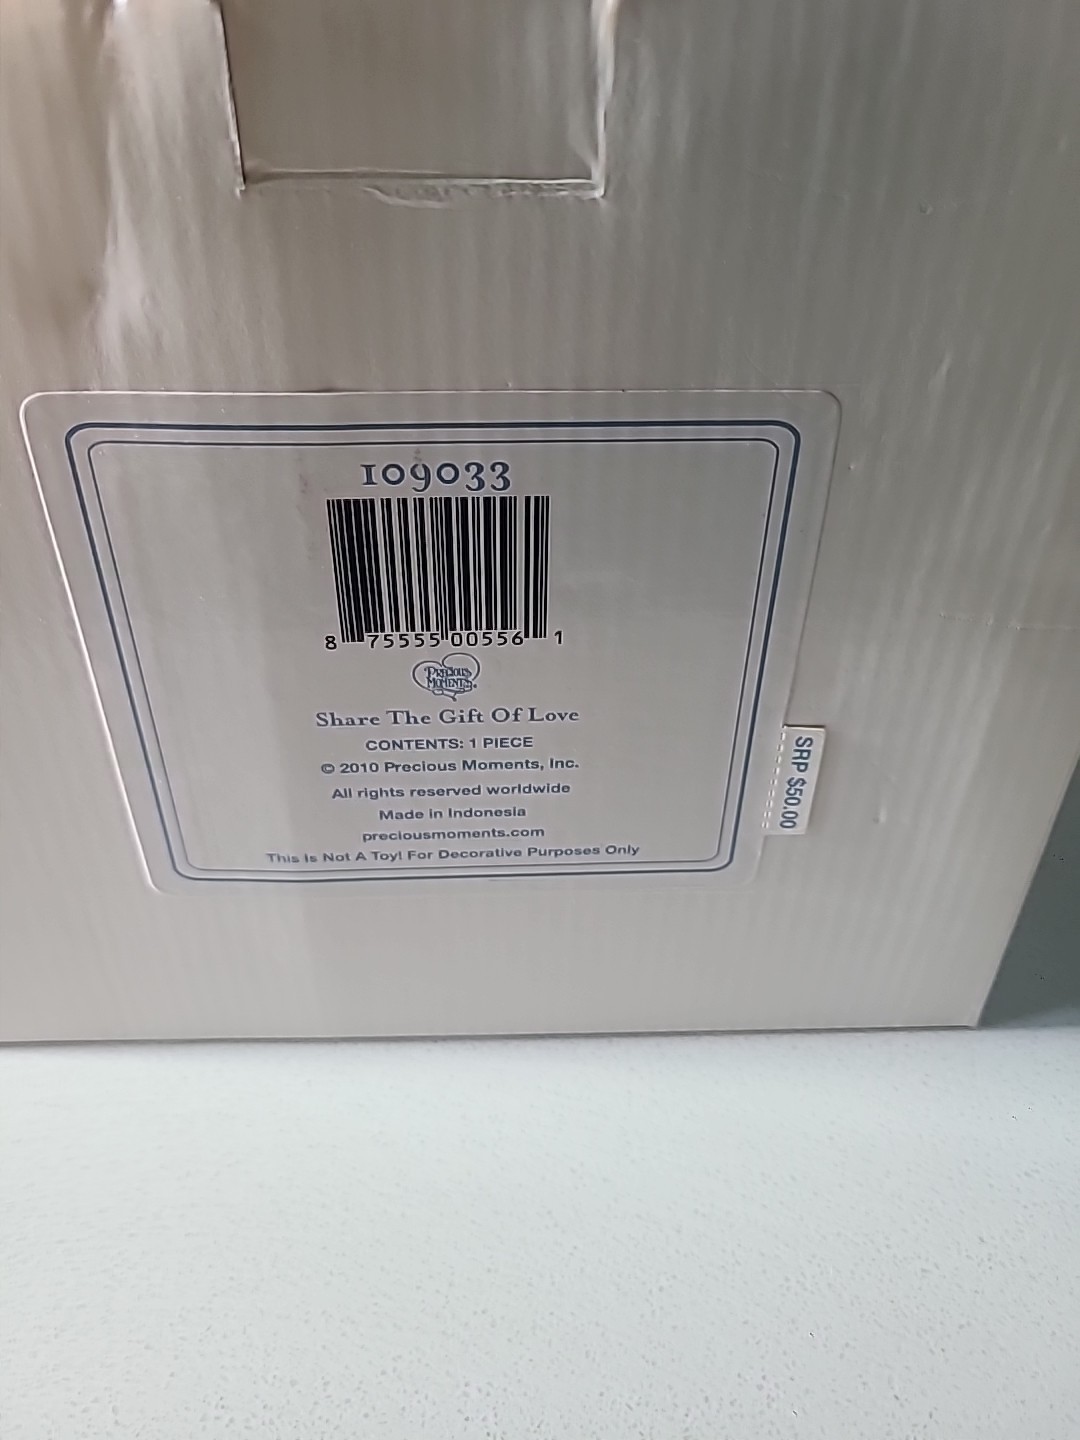 109033
8 75555 00556 1
PRECIOUS
MOMENTS
Share The Gift Of Love
CONTENTS: 1 PIECE
© 2010 Precious Moments, Inc.
All rights reserved worldwide
Made in Indonesia
preciousmoments.com
This Is Not A Toy! For Decorative Purposes Only
SRP $50.00